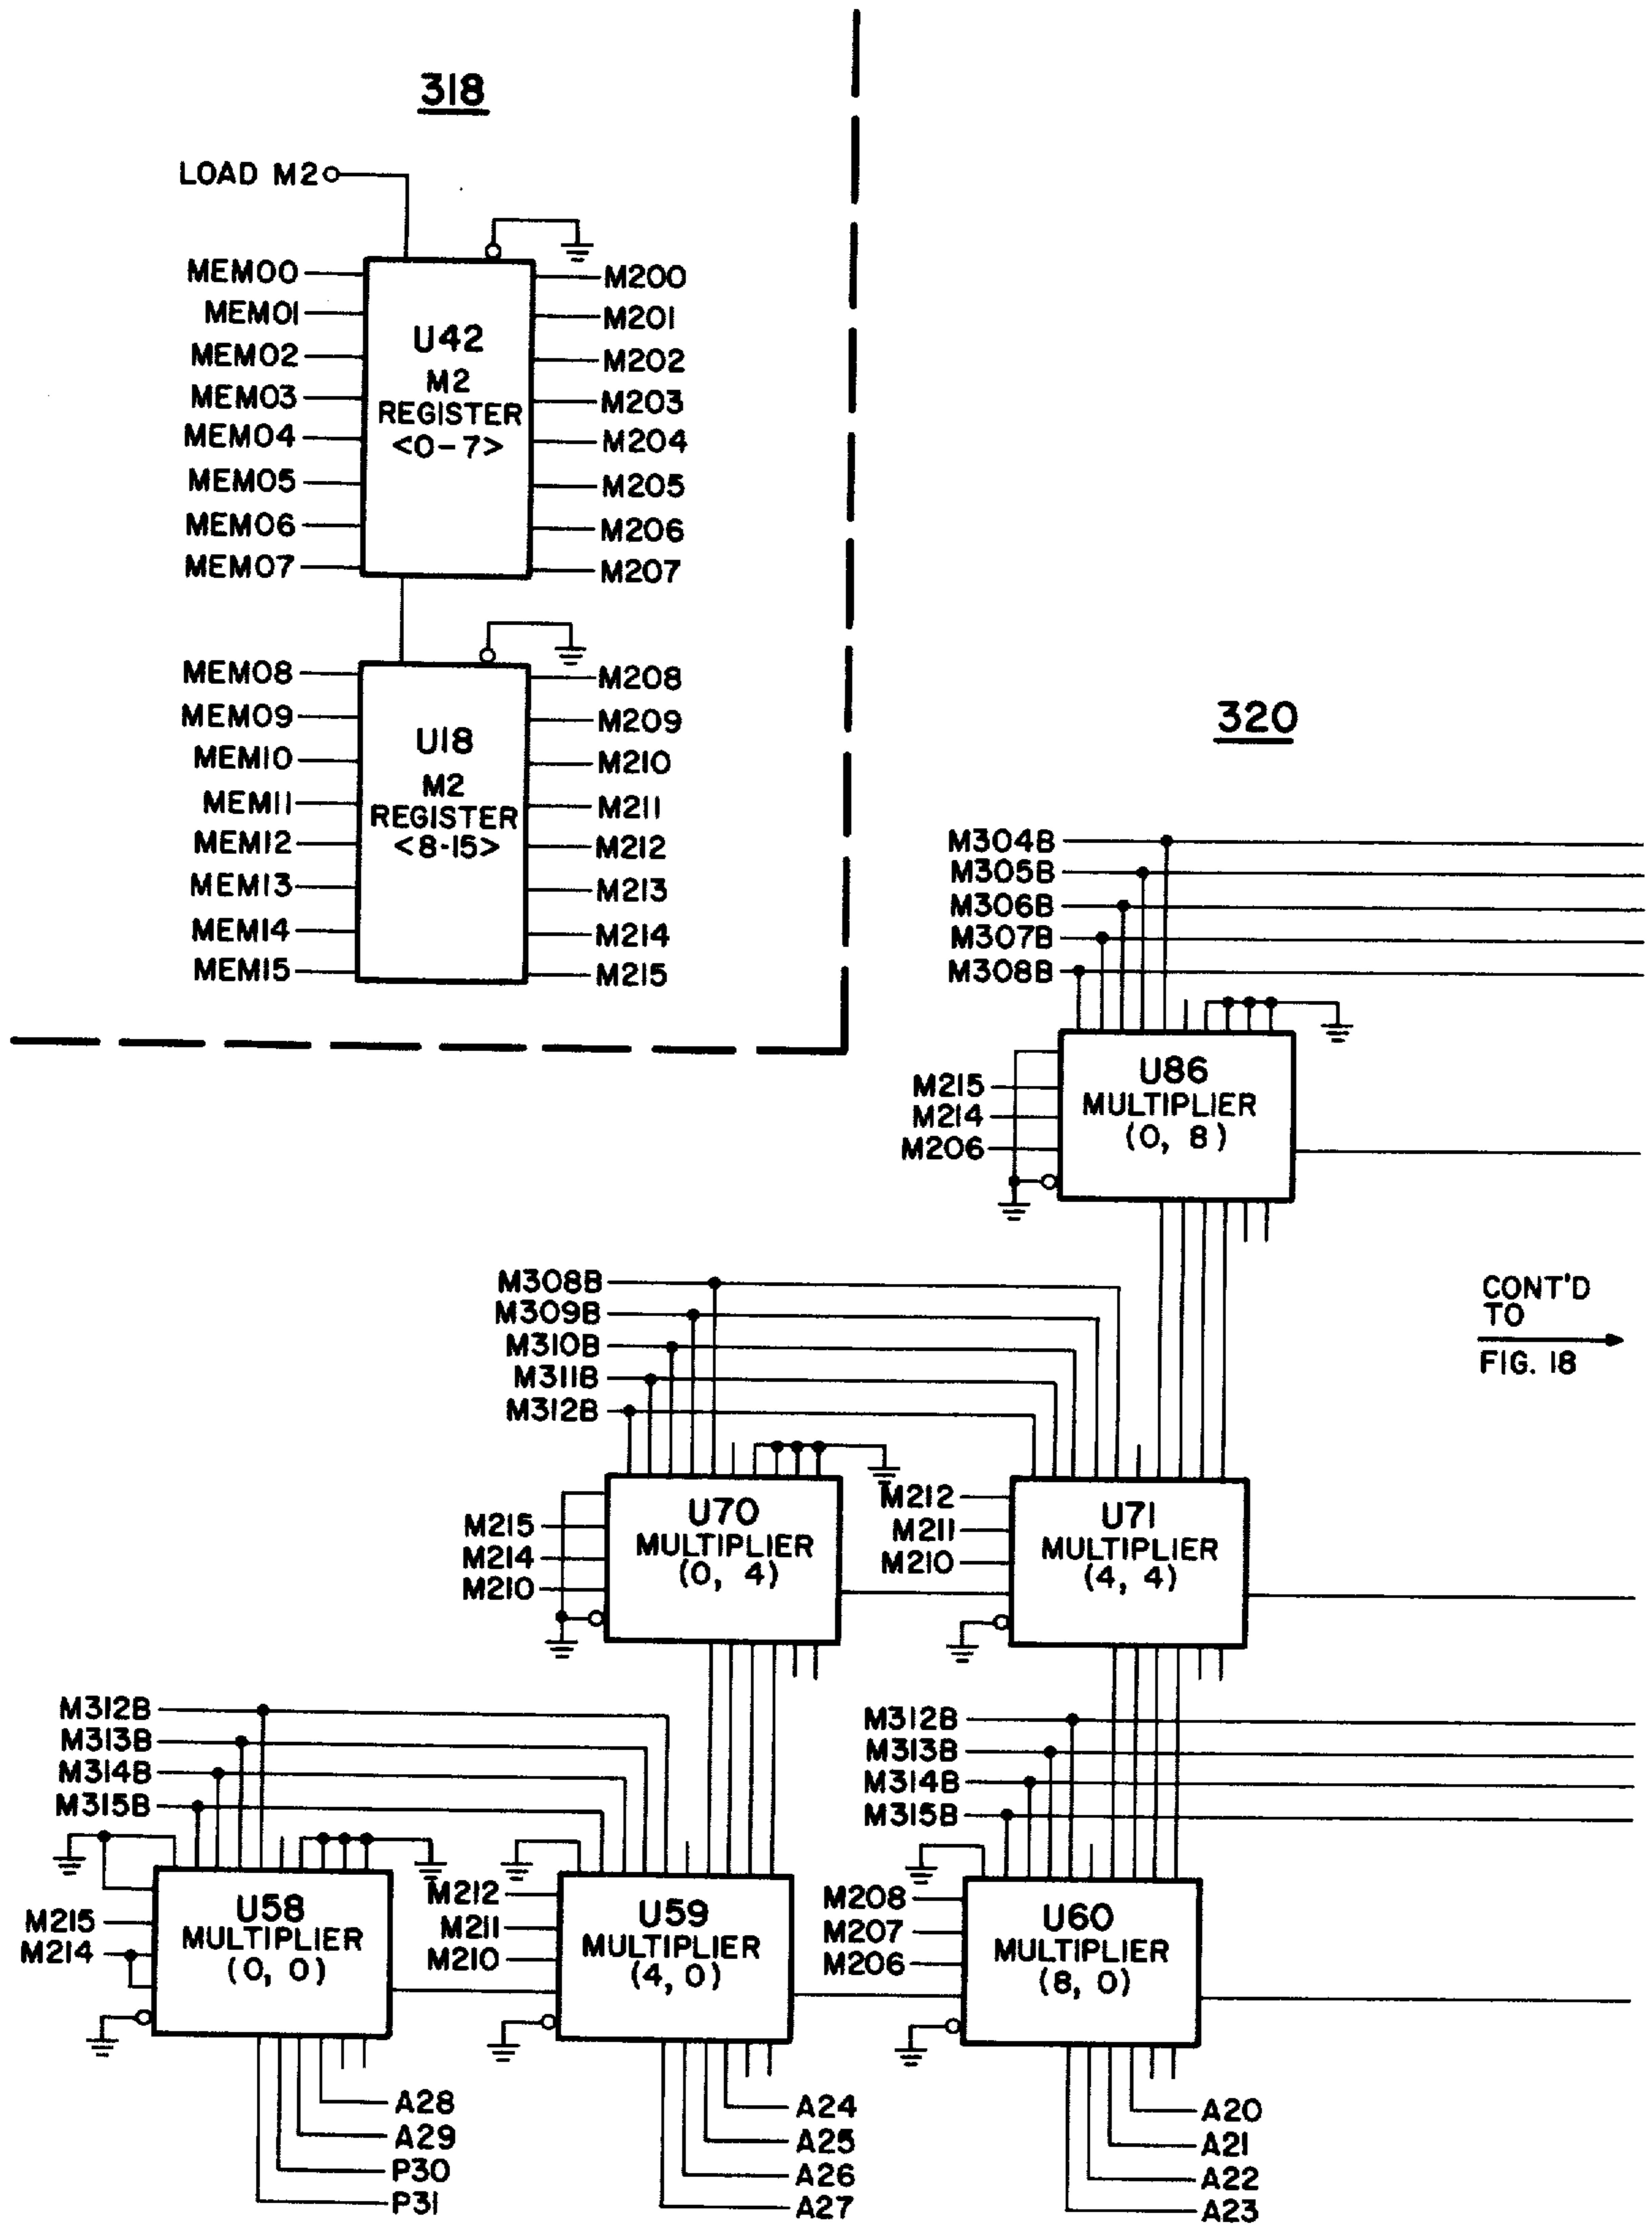 318
LOAD M2
MEM00
MEM01
MEM02
MEM03
MEM04
MEM05
MEM06
MEM07
U42
M2
REGISTER
<0-7>
M200
M201
M202
M203
M204
M205
M206
M207
MEM08
MEM09
MEM10
MEM11
MEM12
MEM13
MEM14
MEM15
U18
M2
REGISTER
<8-15>
M208
M209
M210
M211
M212
M213
M214
M215
320
M304B
M305B
M306B
M307B
M308B
M215
M214
M206
U86
MULTIPLIER
(0, 8)
CONT'D
TO
FIG. 18
M308B
M309B
M310B
M311B
M312B
M215
M214
M210
U70
MULTIPLIER
(0, 4)
M212
M211
M210
U71
MULTIPLIER
(4, 4)
M312B
M313B
M314B
M315B
M215
M214
U58
MULTIPLIER
(0, 0)
M212
M211
M210
U59
MULTIPLIER
(4, 0)
M312B
M313B
M314B
M315B
M208
M207
M206
U60
MULTIPLIER
(8, 0)
A28
A29
P30
P31
A24
A25
A26
A27
A20
A21
A22
A23